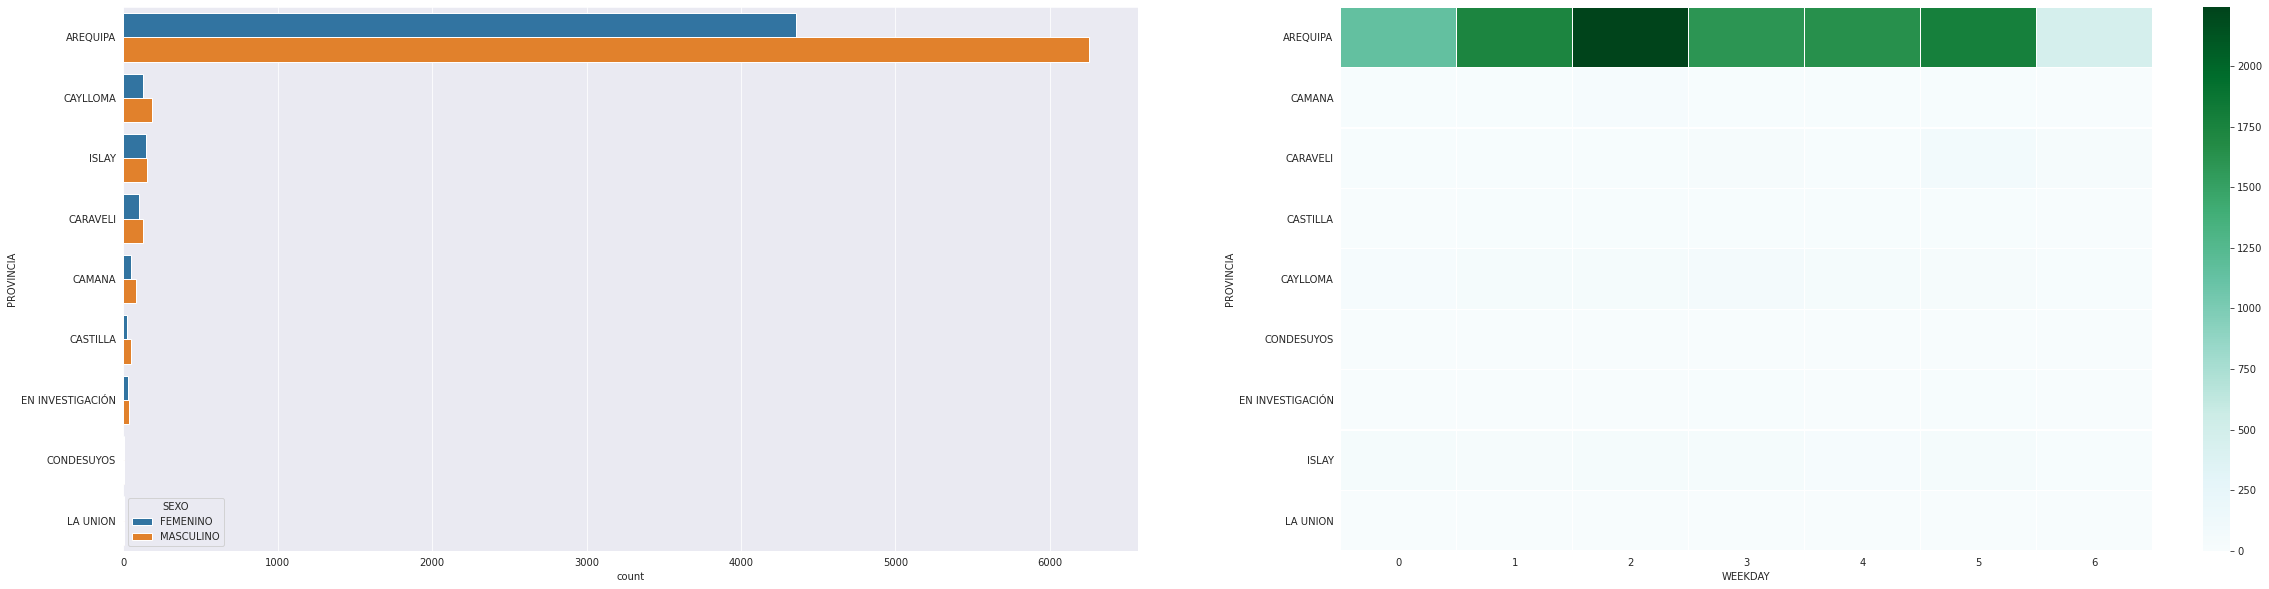 AREQUIPA
CAYLLOMA
ISLAY
CARAVELI
CAMANA
CASTILLA
EN INVESTIGACIÓN
CONDESUYOS
LA UNION
PROVINCIA
SEXO
FEMENINO
MASCULINO
0 1000 2000 3000 4000 5000 6000
count
AREQUIPA
CAMANA
CARAVELI
CASTILLA
CAYLLOMA
CONDESUYOS
EN INVESTIGACIÓN
ISLAY
LA UNION
PROVINCIA
0 1 2 3 4 5 6
WEEKDAY
2000
1750
1500
1250
1000
750
500
250
0